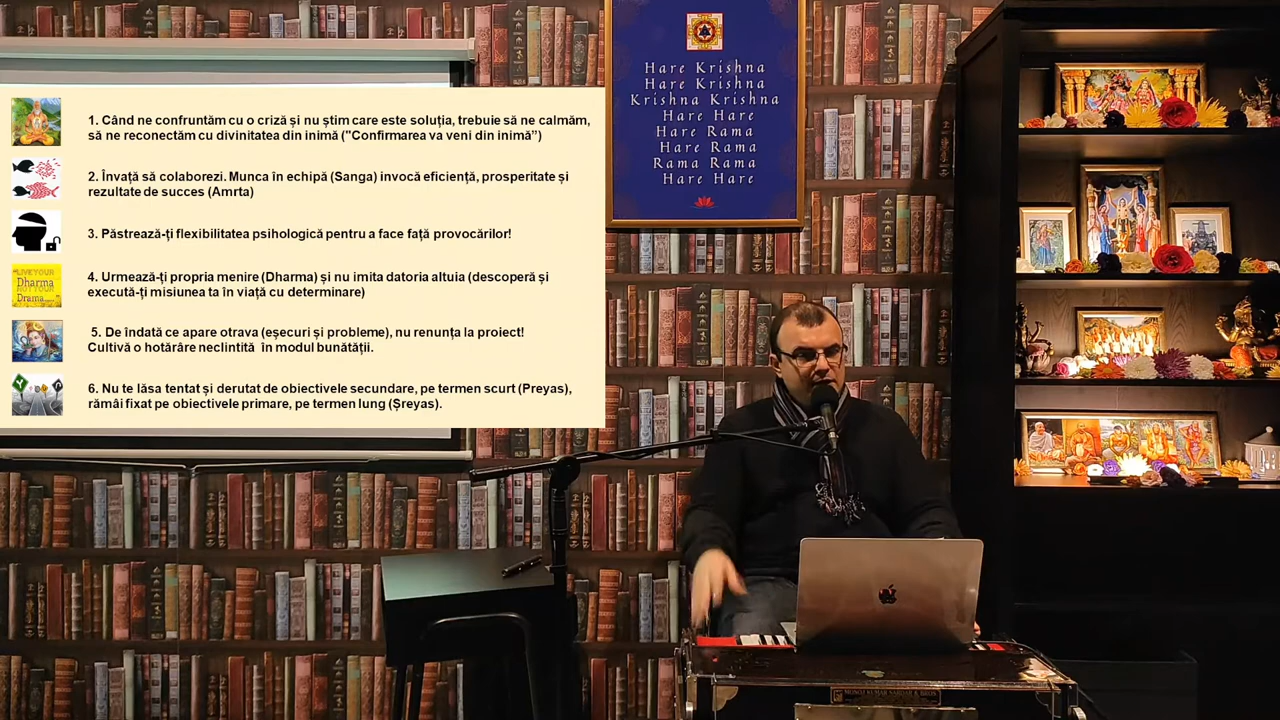 1. Când ne confruntăm cu o criză și nu știm care este soluția, trebuie să ne calmăm,
să ne reconectăm cu divinitatea din inimă ("Confirmarea va veni din inimă”)
2. Învață să colaborezi. Munca în echipă (Sanga) invocă eficiență, prosperitate și
rezultate de succes (Amrta)
3. Păstrează-ți flexibilitatea psihologică pentru a face față provocărilor!
"LIVE YOUR
Dharma
NOT YOUR
Drama....."
4. Urmează-ți propria menire (Dharma) și nu imita datoria altuia (descoperă și
execută-ți misiunea ta în viață cu determinare)
5. De îndată ce apare otrava (eșecuri și probleme), nu renunța la proiect!
Cultivă o hotărâre neclintită în modul bunătății.
6. Nu te lăsa tentat și derutat de obiectivele secundare, pe termen scurt (Preyas),
rămâi fixat pe obiectivele primare, pe termen lung (Șreyas).
Hare Krishna
Hare Krishna
Krishna Krishna
Hare Hare
Hare Rama
Hare Rama
Rama Rama
Hare Hare